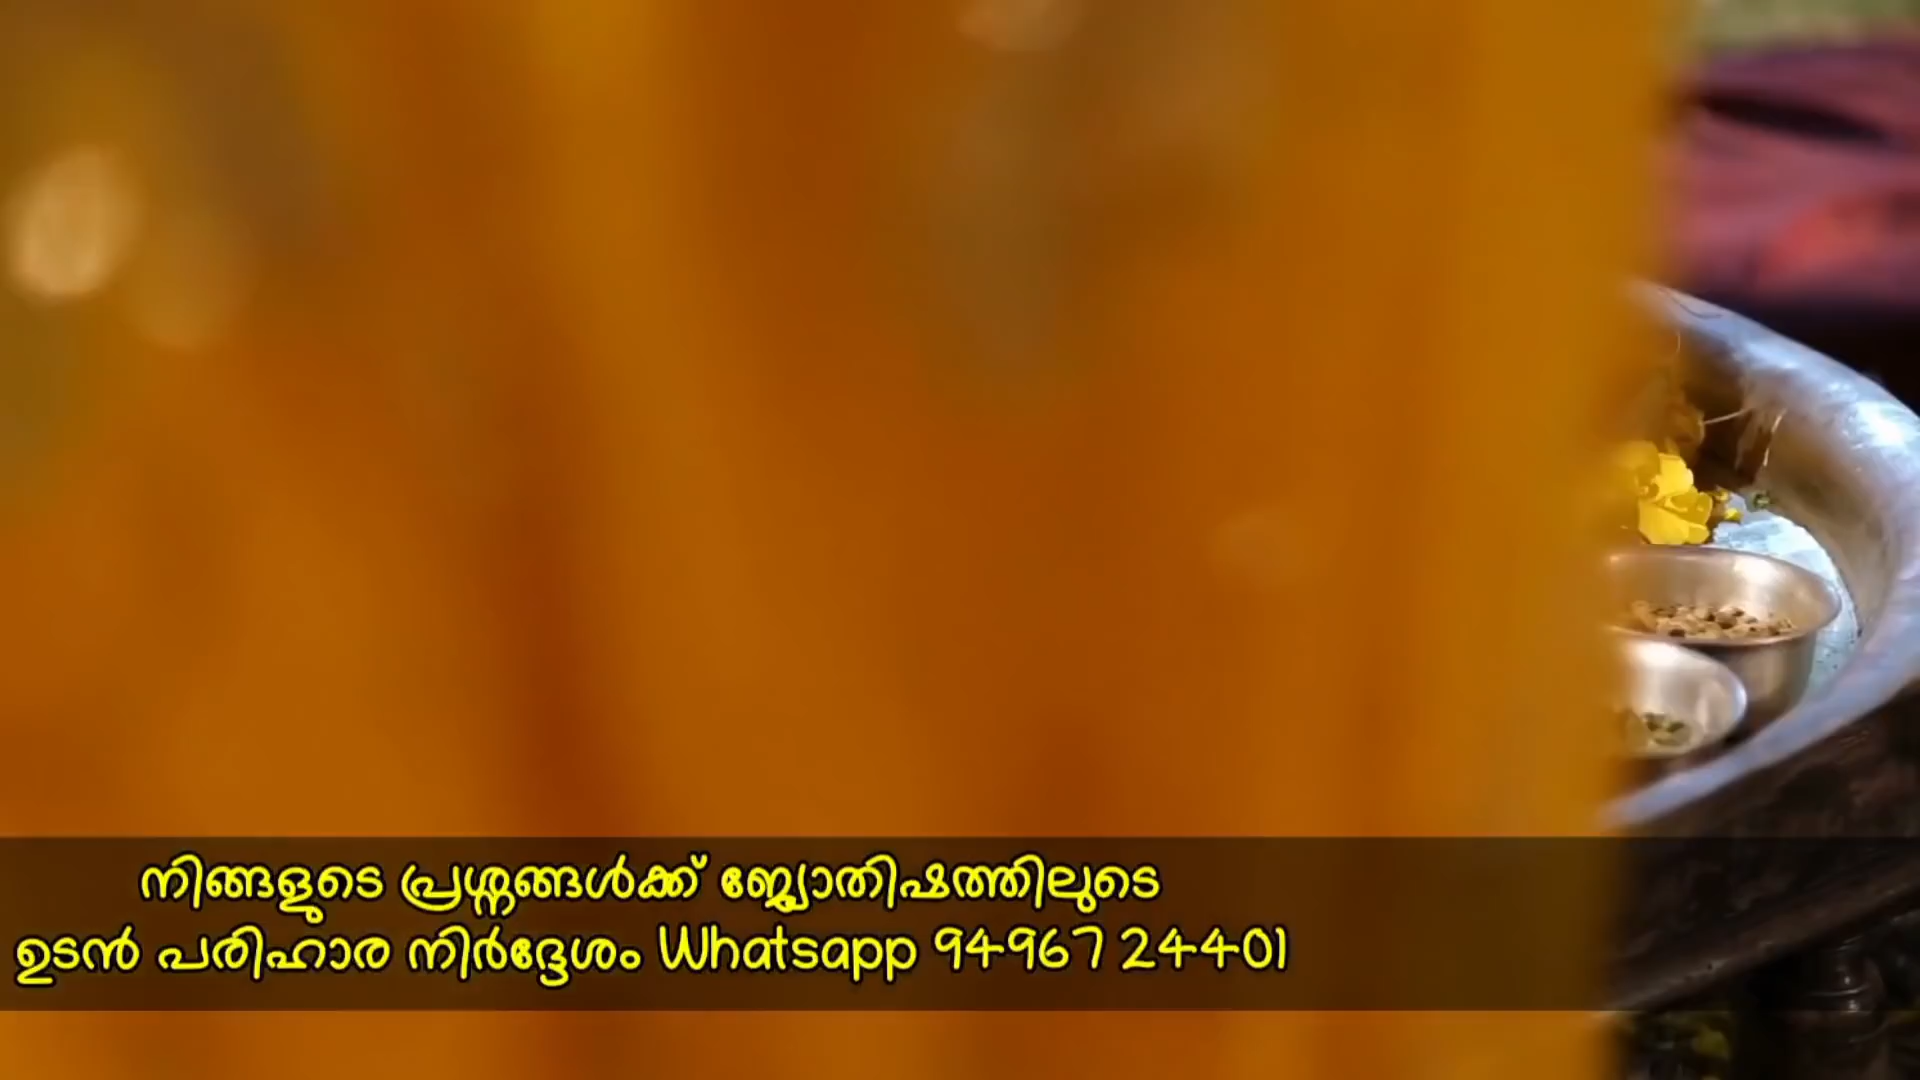 നിങ്ങളുടെ പ്രശ്നങ്ങൾക്ക് ജ്യോതിഷത്തിലൂടെ
ഉടൻ പരിഹാര നിർദ്ദേശം Whatsapp 94967 24401